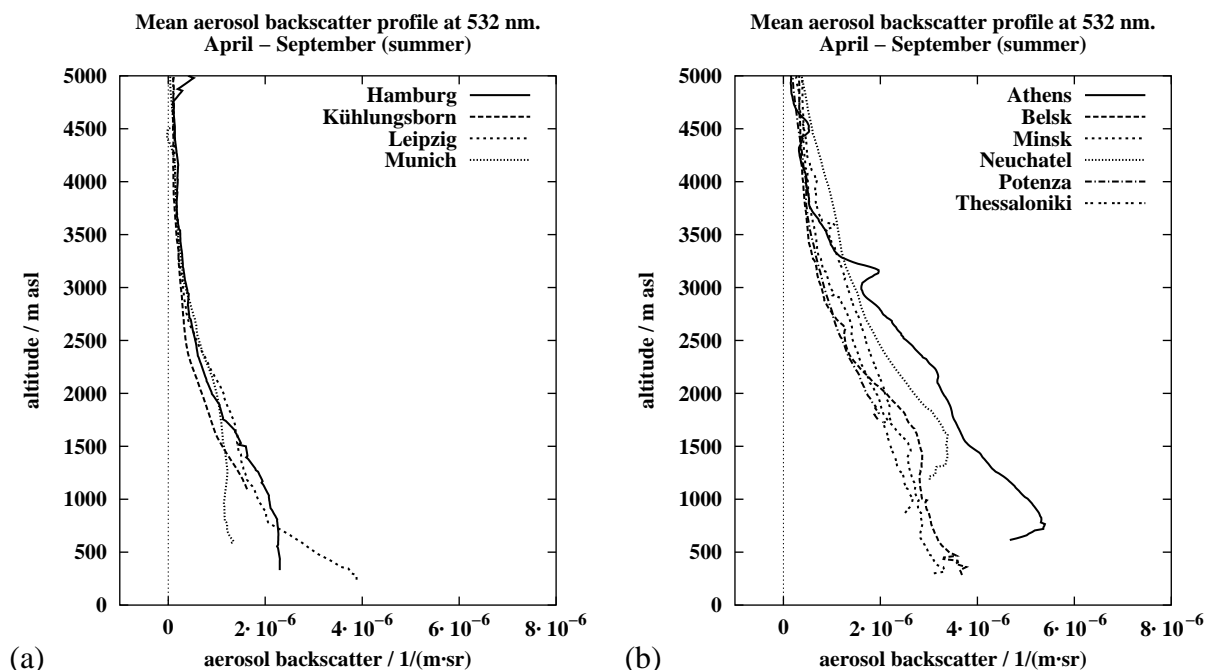 Mean aerosol backscatter profile at 532 nm.
April – September (summer)
5000
4500
4000
3500
3000
2500
2000
1500
1000
500
0
altitude / m asl
Hamburg
Kühlungsborn
Leipzig
Munich
0
2·10⁻⁶
4·10⁻⁶
6·10⁻⁶
8·10⁻⁶
aerosol backscatter / 1/(m·sr)
(a)
Mean aerosol backscatter profile at 532 nm.
April – September (summer)
5000
4500
4000
3500
3000
2500
2000
1500
1000
500
0
altitude / m asl
Athens
Belsk
Minsk
Neuchatel
Potenza
Thessaloniki
0
2·10⁻⁶
4·10⁻⁶
6·10⁻⁶
8·10⁻⁶
aerosol backscatter / 1/(m·sr)
(b)